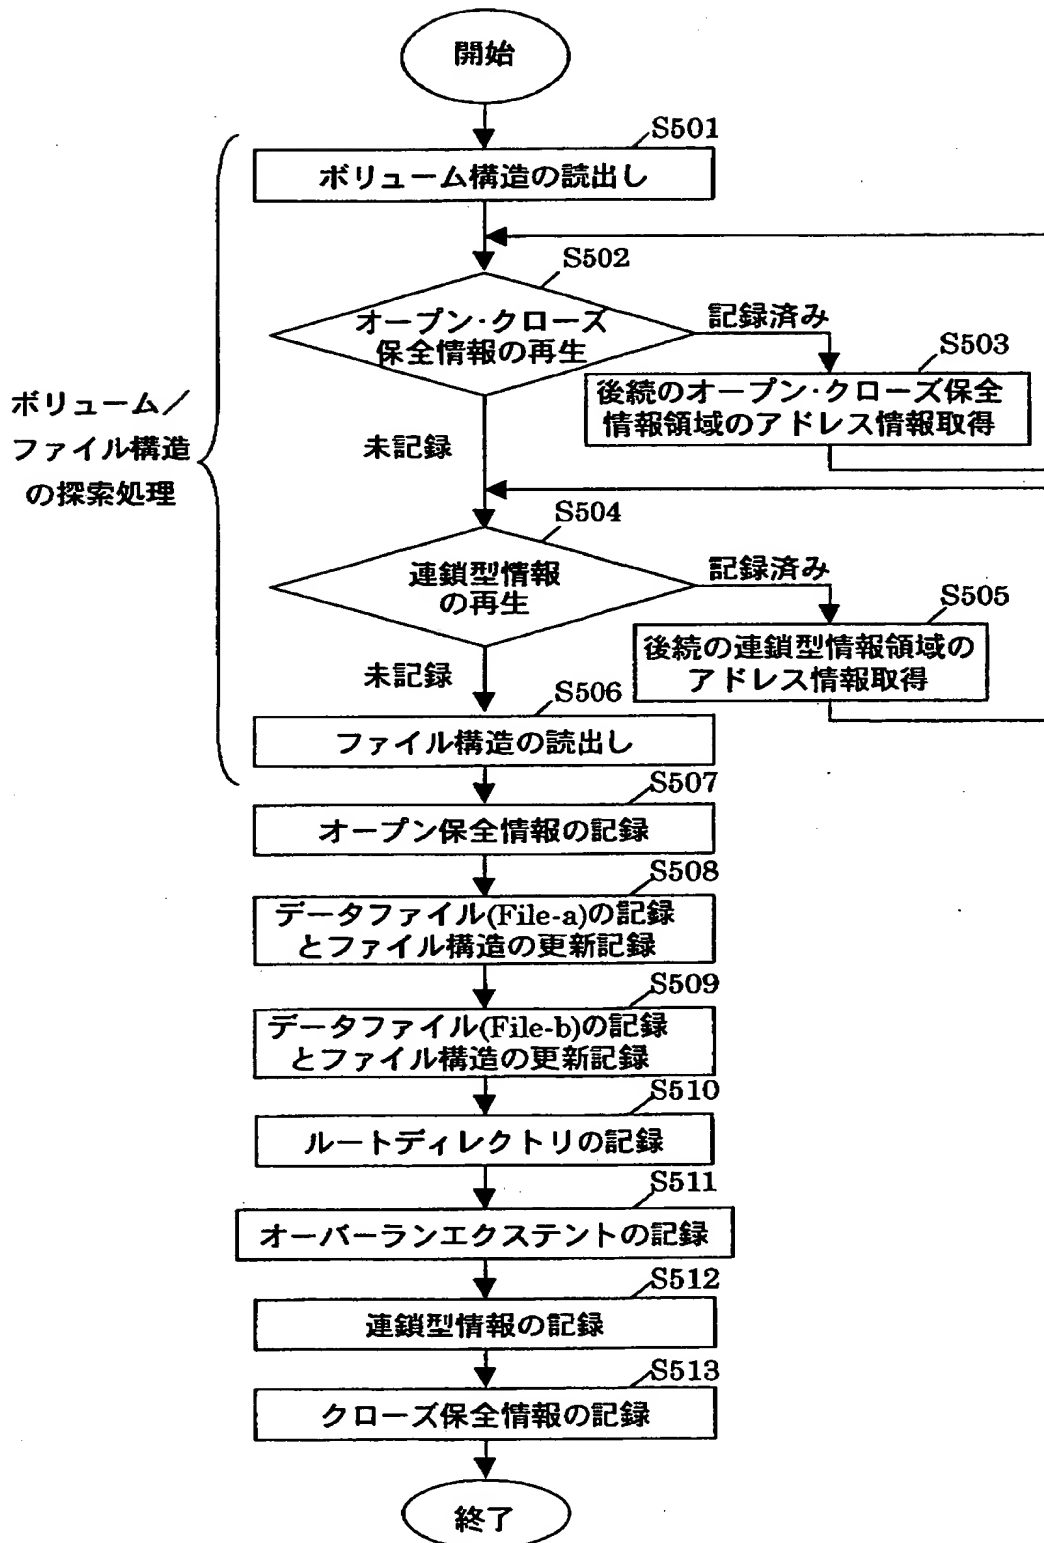 開始
S501
ボリューム構造の読出し
S502
オープン・クローズ
保全情報の再生
記録済み
S503
後続のオープン・クローズ保全
情報領域のアドレス情報取得
ボリューム／
ファイル構造
の探索処理
未記録
S504
連鎖型情報
の再生
記録済み
S505
後続の連鎖型情報領域の
アドレス情報取得
未記録
S506
ファイル構造の読出し
S507
オープン保全情報の記録
S508
データファイル(File-a)の記録
とファイル構造の更新記録
S509
データファイル(File-b)の記録
とファイル構造の更新記録
S510
ルートディレクトリの記録
S511
オーバーランエクステントの記録
S512
連鎖型情報の記録
S513
クローズ保全情報の記録
終了